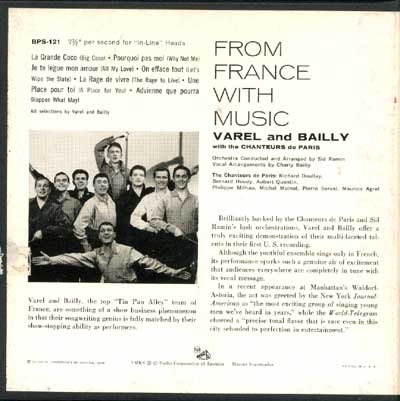 BPS-121 7½" per second for "In-Line" Heads
La Grande Coco (Big Coco) • Pourquoi pas moi (Why Not Me)
Je te legue mon amour (All My Love) • On efface tout (Let's
Wipe the Slate) • La Rage de vivre (The Rage to Live) • Une
Place pour toi (A Place for You) • Advienne que pourra
(Happen What May)
All selections by Varel and Bailly
FROM
FRANCE
WITH
MUSIC
VAREL and BAILLY
with the CHANTEURS de PARIS
Orchestra Conducted and Arranged by Sid Ramin
Vocal Arrangements by Charly Bailly
The Chanteurs de Paris: Richard Doullay,
Bernard Houdy, Aubert Quentin,
Philippe Milhau, Michel Mainot, Pierre Serval, Maurice Agrel
Brilliantly backed by the Chanteurs de Paris and Sid
Ramin's lush orchestrations, Varel and Bailly offer a
truly exciting demonstration of their multi-faceted tal-
ents in their first U. S. recording.
Although the youthful ensemble sings only in French,
its performance sparks such a genuine air of excitement
that audiences everywhere are completely in tune with
its vocal message.
In a recent appearance at Manhattan's Waldorf-
Astoria, the act was greeted by the New York Journal-
American as "the most exciting group of singing young
men we've heard in years," while the World-Telegram
cheered a "precise tonal flavor that is rare even in this
city schooled to perfection in entertainment."
Varel and Bailly, the top "Tin Pan Alley" team of
France, are something of a show business phenomenon
in that their songwriting genius is fully matched by their
show-stopping ability as performers.
TMKS ® Radio Corporation of America